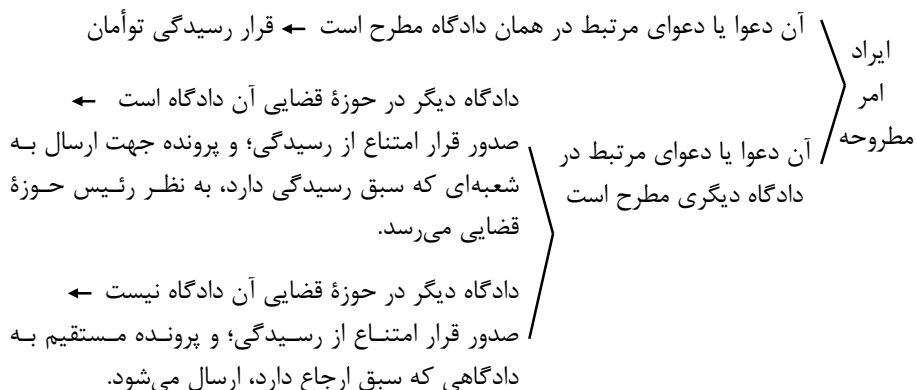 ایراد
امر
مطروحه
آن دعوا یا دعوای مرتبط در همان دادگاه مطرح است ← قرار رسیدگی توأمان
آن دعوا یا دعوای مرتبط در
دادگاه دیگری مطرح است
دادگاه دیگر در حوزۀ قضایی آن دادگاه است ←
صدور قرار امتناع از رسیدگی؛ و پرونده جهت ارسال به
شعبه‌ای که سبق رسیدگی دارد، به نظر رئیس حوزۀ
قضایی می‌رسد.
دادگاه دیگر در حوزۀ قضایی آن دادگاه نیست ←
صدور قرار امتناع از رسیدگی؛ و پرونده مستقیم به
دادگاهی که سبق ارجاع دارد، ارسال می‌شود.